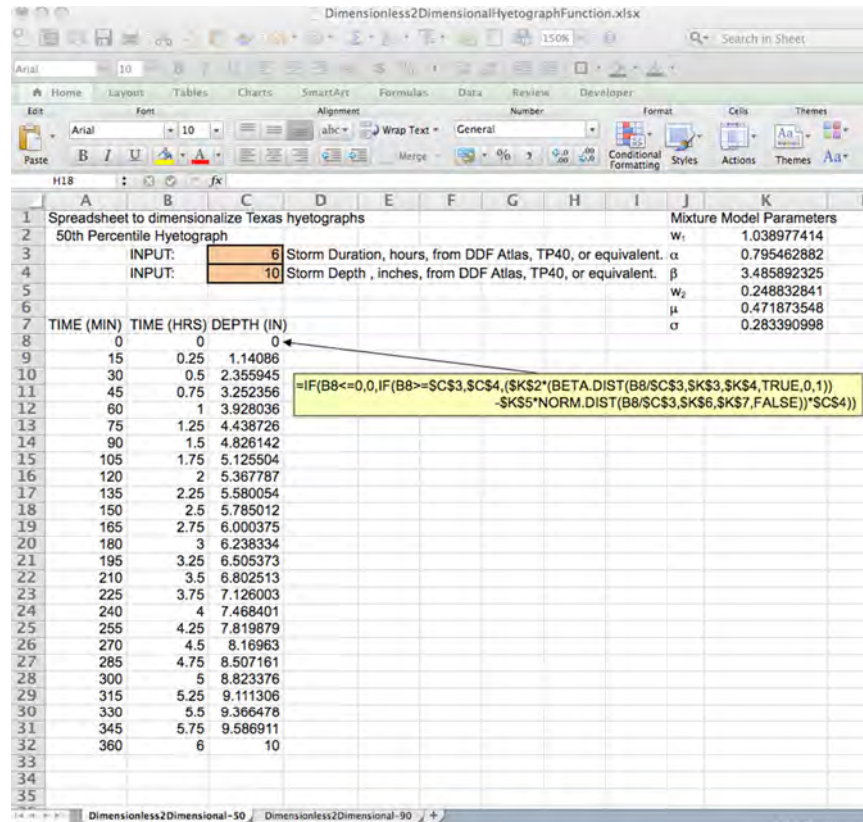 Dimensionless2DimensionalHyetographFunction.xlsx
150%
Search in Sheet
Arial 10
Home Layout Tables Charts SmartArt Formulas Data Review Developer
Edit Font Alignment Number Format Cells Themes
Arial 10 abc Wrap Text General
Paste B I U A Merge % Conditional Formatting Styles Actions Themes Aa
H18 fx
A B C D E F G H I J K
1 Spreadsheet to dimensionalize Texas hyetographs Mixture Model Parameters
2 50th Percentile Hyetograph w₁ 1.038977414
3 INPUT: 6 Storm Duration, hours, from DDF Atlas, TP40, or equivalent. α 0.795462882
4 INPUT: 10 Storm Depth , inches, from DDF Atlas, TP40, or equivalent. β 3.485892325
5 w₂ 0.248832841
6 μ 0.471873548
7 TIME (MIN) TIME (HRS) DEPTH (IN) σ 0.283390998
8 0 0 0
9 15 0.25 1.14086
10 30 0.5 2.355945
=IF(B8<=0,0,IF(B8>=$C$3,$C$4,($K$2*(BETA.DIST(B8/$C$3,$K$3,$K$4,TRUE,0,1))
-$K$5*NORM.DIST(B8/$C$3,$K$6,$K$7,FALSE))*$C$4))
11 45 0.75 3.252356
12 60 1 3.928036
13 75 1.25 4.438726
14 90 1.5 4.826142
15 105 1.75 5.125504
16 120 2 5.367787
17 135 2.25 5.580054
18 150 2.5 5.785012
19 165 2.75 6.000375
20 180 3 6.238334
21 195 3.25 6.505373
22 210 3.5 6.802513
23 225 3.75 7.126003
24 240 4 7.468401
25 255 4.25 7.819879
26 270 4.5 8.16963
27 285 4.75 8.507161
28 300 5 8.823376
29 315 5.25 9.111306
30 330 5.5 9.366478
31 345 5.75 9.586911
32 360 6 10
33
34
35
Dimensionless2Dimensional-50 Dimensionless2Dimensional-90 +